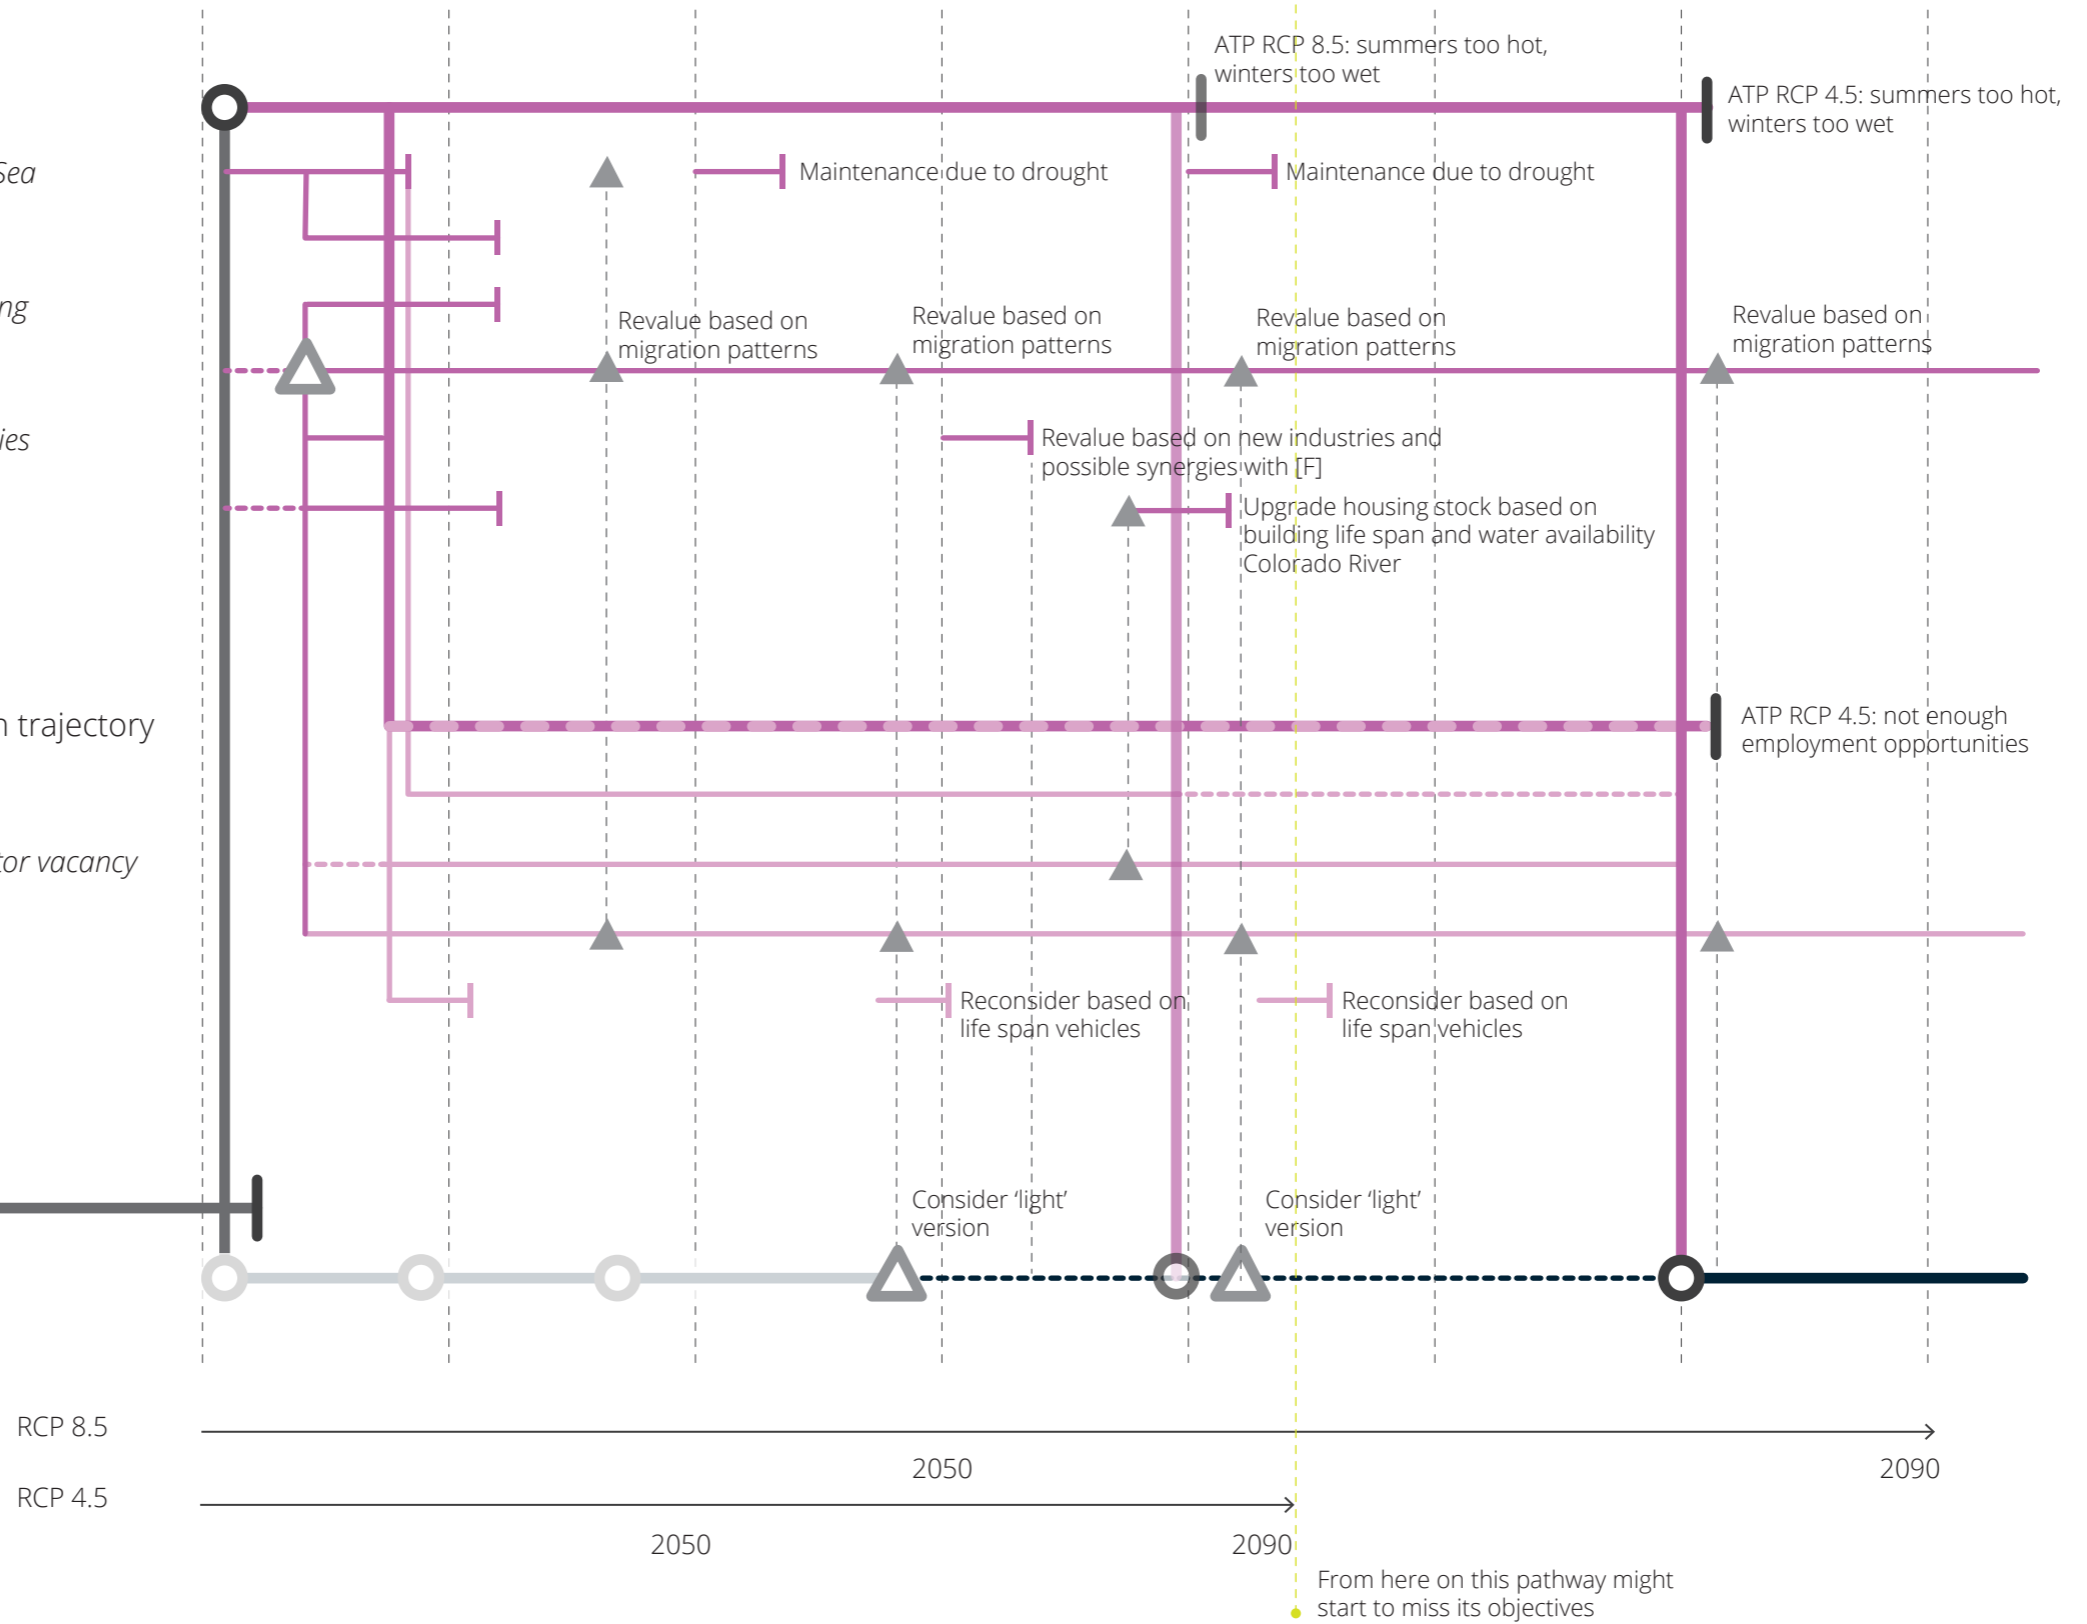 ATP RCP 8.5: summers too hot,
winters too wet
ATP RCP 4.5: summers too hot,
winters too wet
Sea
Maintenance due to drought
Maintenance due to drought
ng
Revalue based on
migration patterns
Revalue based on
migration patterns
Revalue based on
migration patterns
Revalue based on
migration patterns
ies
Revalue based on new industries and
possible synergies with [F]
Upgrade housing stock based on
building life span and water availability
Colorado River
n trajectory
ATP RCP 4.5: not enough
employment opportunities
tor vacancy
Reconsider based on
life span vehicles
Reconsider based on
life span vehicles
Consider ‘light’
version
Consider ‘light’
version
RCP 8.5
2050
2090
RCP 4.5
2050
2090
From here on this pathway might
start to miss its objectives